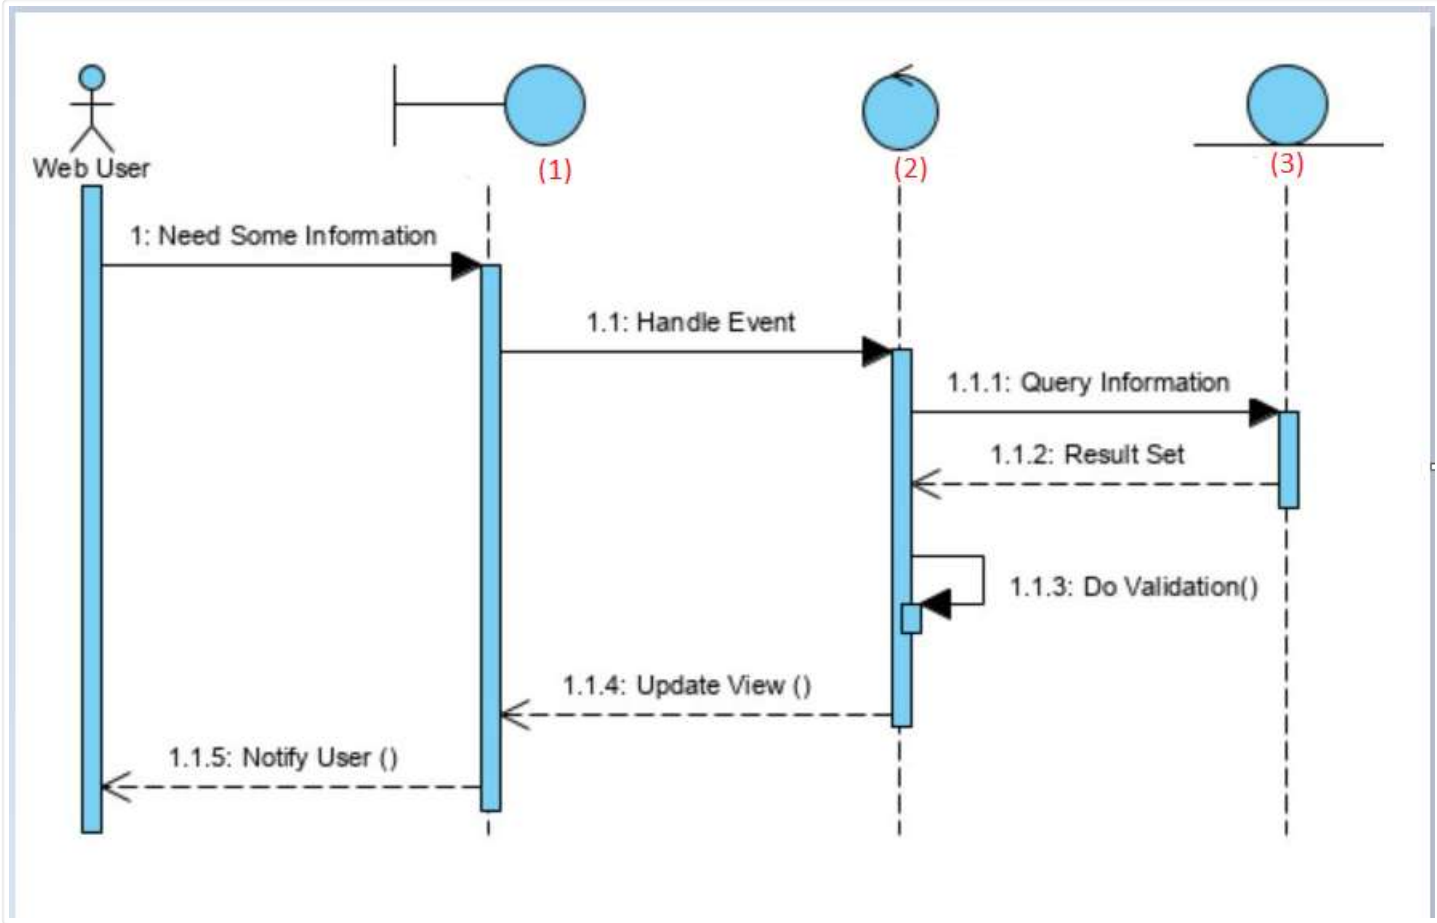 Web User
(1)
(2)
(3)
1: Need Some Information
1.1: Handle Event
1.1.1: Query Information
1.1.2: Result Set
1.1.3: Do Validation()
1.1.4: Update View ()
1.1.5: Notify User ()